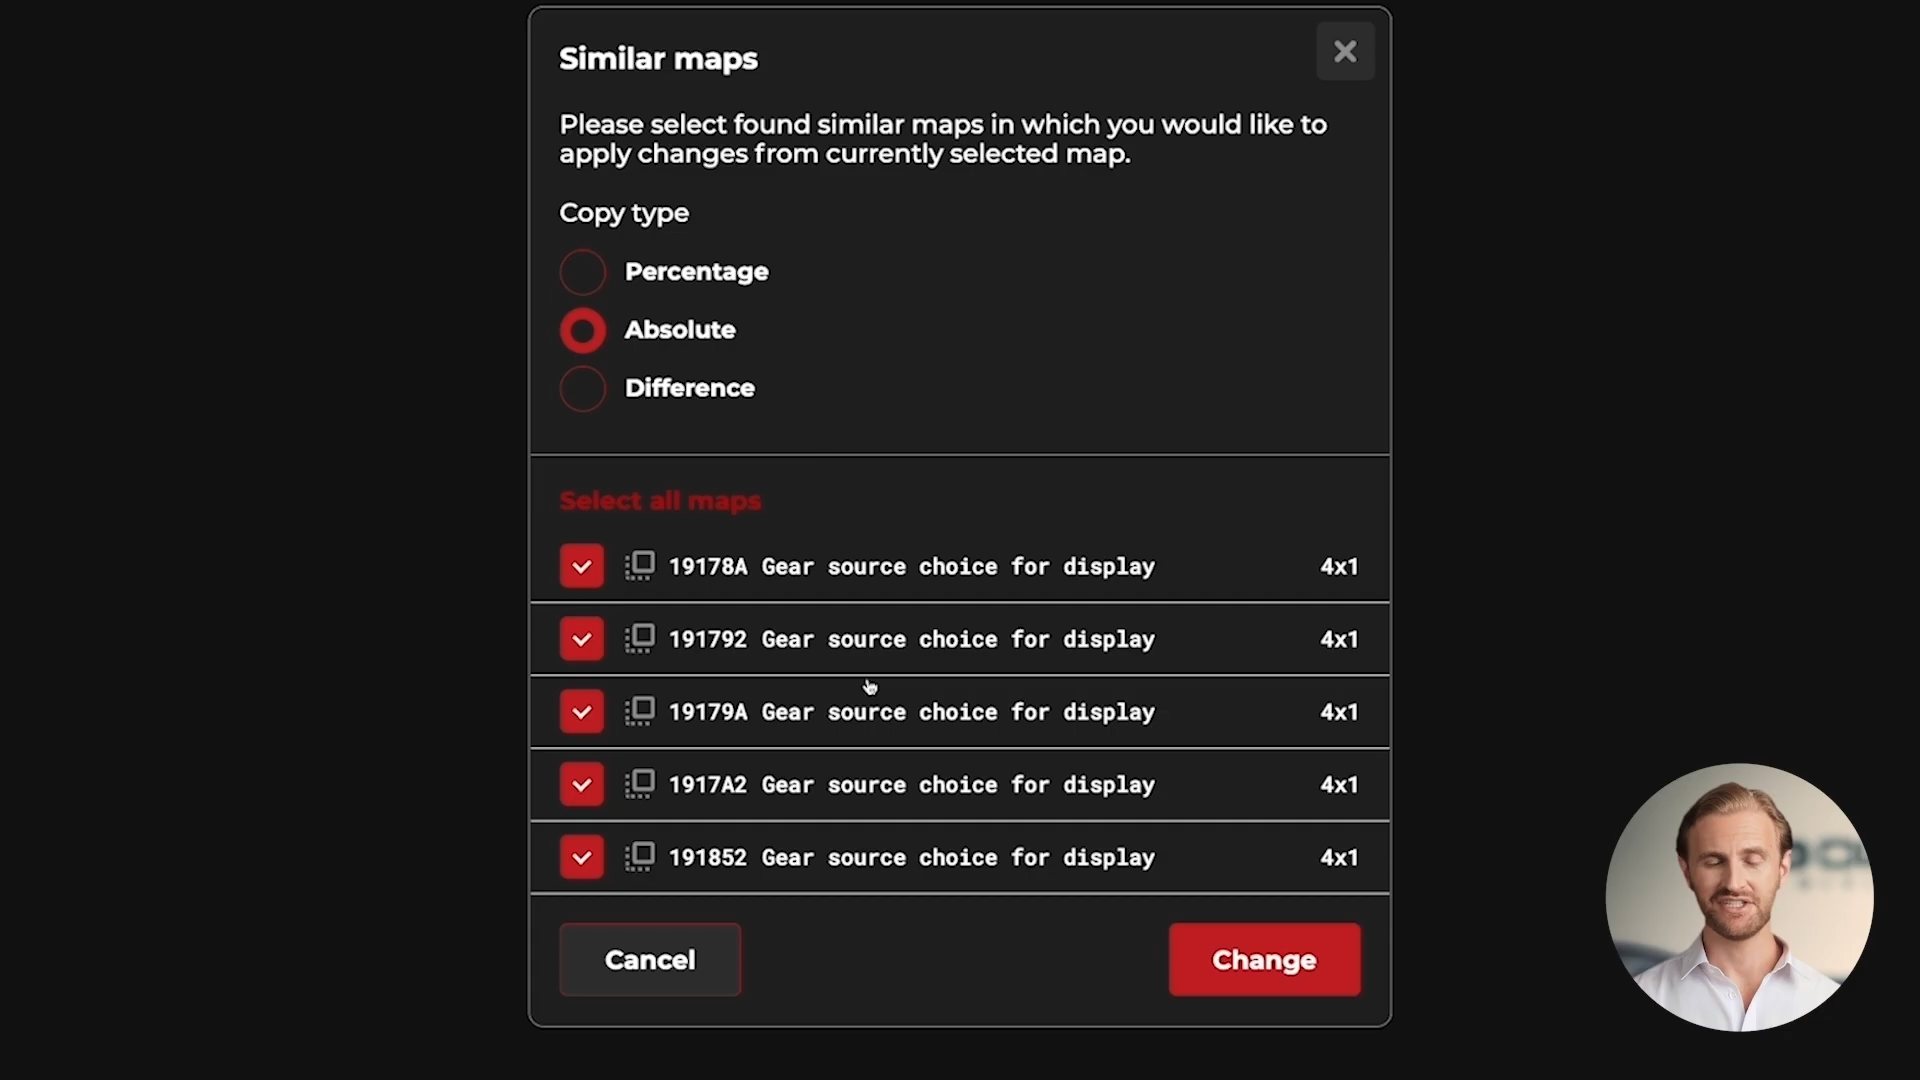 Similar maps
Please select found similar maps in which you would like to
apply changes from currently selected map.
Copy type
Percentage
Absolute
Difference
Select all maps
19178A Gear source choice for display 4x1
191792 Gear source choice for display 4x1
19179A Gear source choice for display 4x1
1917A2 Gear source choice for display 4x1
191852 Gear source choice for display 4x1
Cancel
Change